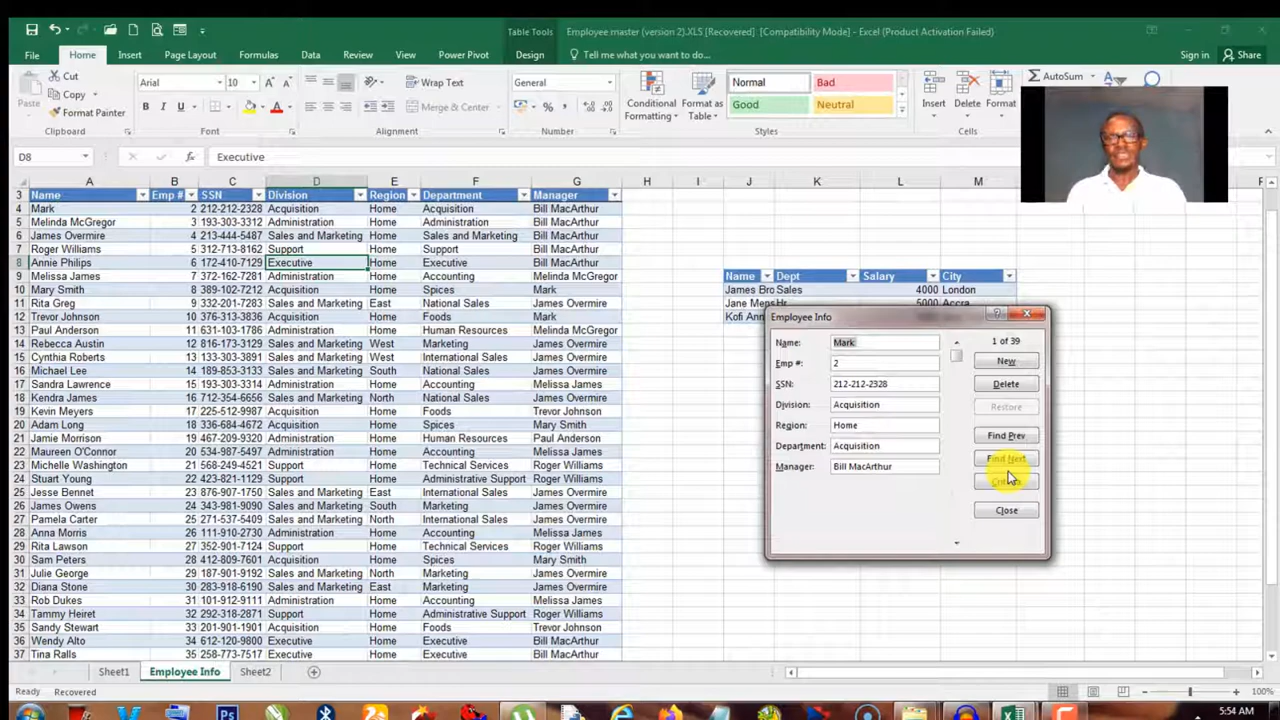 Table Tools
Employee master (version 2).XLS [Recovered] [Compatibility Mode] - Excel (Product Activation Failed)
File Home Insert Page Layout Formulas Data Review View Power Pivot Design Tell me what you want to do... Sign in Share
Cut Copy Format Painter Paste
Arial 10 B I U
Wrap Text Merge & Center
General % ,
Conditional Formatting Format as Table
Normal Bad
Good Neutral
Insert Delete Format
AutoSum
Clipboard Font Alignment Number Styles Cells
D8 fx Executive
A B C D E F G H I J K L M
3 Name Emp # SSN Division Region Department Manager
4 Mark 2 212-212-2328 Acquisition Home Acquisition Bill MacArthur
5 Melinda McGregor 3 193-303-3312 Administration Home Administration Bill MacArthur
6 James Overmire 4 213-444-5487 Sales and Marketing Home Sales and Marketing Bill MacArthur
7 Roger Williams 5 312-713-8162 Support Home Support Bill MacArthur
8 Annie Philips 6 172-410-7129 Executive Home Executive Bill MacArthur
9 Melissa James 7 372-162-7281 Administration Home Accounting Melinda McGregor Name Dept Salary City
10 Mary Smith 8 389-102-7212 Acquisition Home Spices Mark James Bro Sales 4000 London
11 Rita Greg 9 332-201-7283 Sales and Marketing East National Sales James Overmire Jane Mens Hr 5000 Accra
12 Trevor Johnson 10 376-313-3836 Acquisition Home Foods Mark Kofi Ann
13 Paul Anderson 11 631-103-1786 Administration Home Human Resources Melinda McGregor
14 Rebecca Austin 12 816-173-3129 Sales and Marketing West Marketing James Overmire
15 Cynthia Roberts 13 133-303-3891 Sales and Marketing West International Sales James Overmire
16 Michael Lee 14 189-853-3133 Sales and Marketing South National Sales James Overmire
17 Sandra Lawrence 15 193-303-3314 Administration Home Accounting Melissa James
18 Kendra James 16 712-354-6656 Sales and Marketing North National Sales James Overmire
19 Kevin Meyers 17 225-512-9987 Acquisition Home Foods Trevor Johnson
20 Adam Long 18 336-684-4672 Acquisition Home Spices Mary Smith
21 Jamie Morrison 19 467-209-3320 Administration Home Human Resources Paul Anderson
22 Maureen O'Connor 20 534-987-5497 Administration Home Accounting Melissa James
23 Michelle Washington 21 568-249-4521 Support Home Technical Services Roger Williams
24 Stuart Young 22 423-821-1129 Support Home Administrative Support Roger Williams
25 Jesse Bennet 23 876-907-1750 Sales and Marketing East International Sales James Overmire
26 James Owens 24 343-981-9090 Sales and Marketing South Marketing James Overmire
27 Pamela Carter 25 271-537-5409 Sales and Marketing Home International Sales James Overmire
28 Anna Morris 26 111-910-2730 Administration Home Accounting Melissa James
29 Rita Lawson 27 352-901-7124 Support Home Technical Services Roger Williams
30 Sam Peters 28 412-809-7601 Acquisition Home Spices Mary Smith
31 Julie George 29 187-901-9192 Sales and Marketing North Marketing James Overmire
32 Diana Stone 30 283-918-6190 Sales and Marketing East Marketing James Overmire
33 Rob Dukes 31 101-912-9111 Administration Home Accounting Melissa James
34 Tammy Heiret 32 292-318-2871 Support Home Administrative Support Roger Williams
35 Sandy Stewart 33 201-901-1901 Acquisition Home Foods Trevor Johnson
36 Wendy Alto 34 612-120-9800 Executive Home Executive Bill MacArthur
37 Tina Ralls 35 258-773-7517 Executive Home Executive Bill MacArthur
Employee Info
Name: Mark 1 of 39
Emp #: 2 New
SSN: 212-212-2328 Delete
Division: Acquisition Restore
Region: Home Find Prev
Department: Acquisition Find Next
Manager: Bill MacArthur Criteria
Close
Sheet1 Employee Info Sheet2
Ready Recovered 100%
5:54 AM